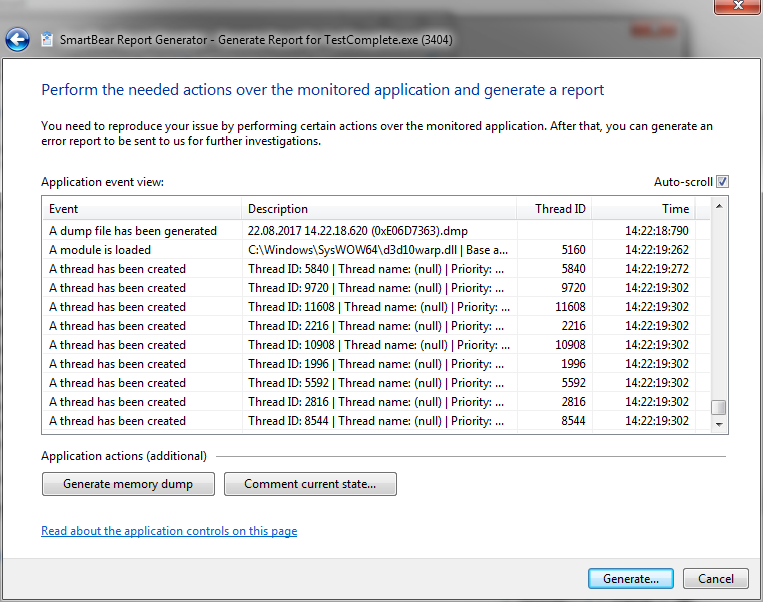 SmartBear Report Generator - Generate Report for TestComplete.exe (3404)
Perform the needed actions over the monitored application and generate a report
You need to reproduce your issue by performing certain actions over the monitored application. After that, you can generate an
error report to be sent to us for further investigations.
Application event view: Auto-scroll
Event Description Thread ID Time
A dump file has been generated 22.08.2017 14.22.18.620 (0xE06D7363).dmp 14:22:18:790
A module is loaded C:\Windows\SysWOW64\d3d10warp.dll | Base a... 5160 14:22:19:262
A thread has been created Thread ID: 5840 | Thread name: (null) | Priority: ... 5840 14:22:19:272
A thread has been created Thread ID: 9720 | Thread name: (null) | Priority: ... 9720 14:22:19:302
A thread has been created Thread ID: 11608 | Thread name: (null) | Priority: ... 11608 14:22:19:302
A thread has been created Thread ID: 2216 | Thread name: (null) | Priority: ... 2216 14:22:19:302
A thread has been created Thread ID: 10908 | Thread name: (null) | Priority: ... 10908 14:22:19:302
A thread has been created Thread ID: 1996 | Thread name: (null) | Priority: ... 1996 14:22:19:302
A thread has been created Thread ID: 5592 | Thread name: (null) | Priority: ... 5592 14:22:19:302
A thread has been created Thread ID: 2816 | Thread name: (null) | Priority: ... 2816 14:22:19:302
A thread has been created Thread ID: 8544 | Thread name: (null) | Priority: ... 8544 14:22:19:302
Application actions (additional)
Generate memory dump Comment current state...
Read about the application controls on this page
Generate... Cancel